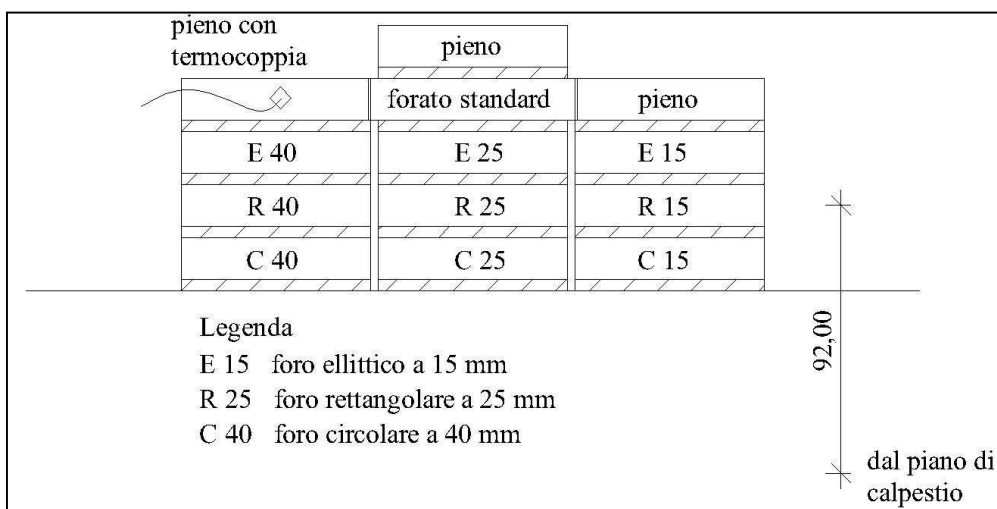 pieno con
termocoppia
pieno
forato standard
pieno
E 40
E 25
E 15
R 40
R 25
R 15
C 40
C 25
C 15
Legenda
E 15 foro ellittico a 15 mm
R 25 foro rettangolare a 25 mm
C 40 foro circolare a 40 mm
92,00
dal piano di
calpestio